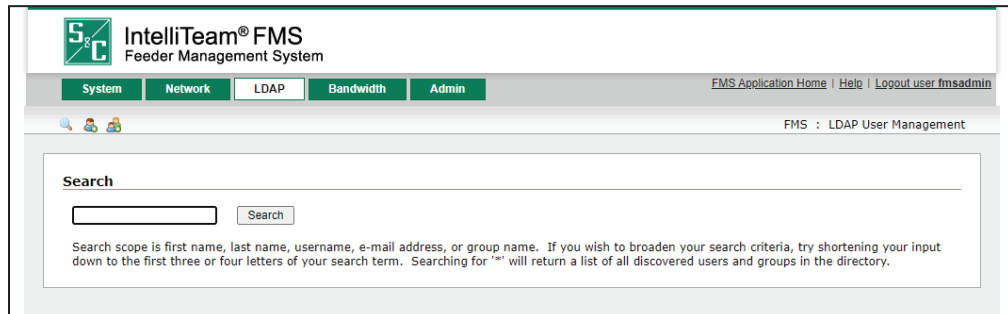 S&C
IntelliTeam® FMS
Feeder Management System
System Network LDAP Bandwidth Admin
FMS Application Home | Help | Logout user fmsadmin
FMS : LDAP User Management
Search
Search
Search scope is first name, last name, username, e-mail address, or group name. If you wish to broaden your search criteria, try shortening your input
down to the first three or four letters of your search term. Searching for '*' will return a list of all discovered users and groups in the directory.